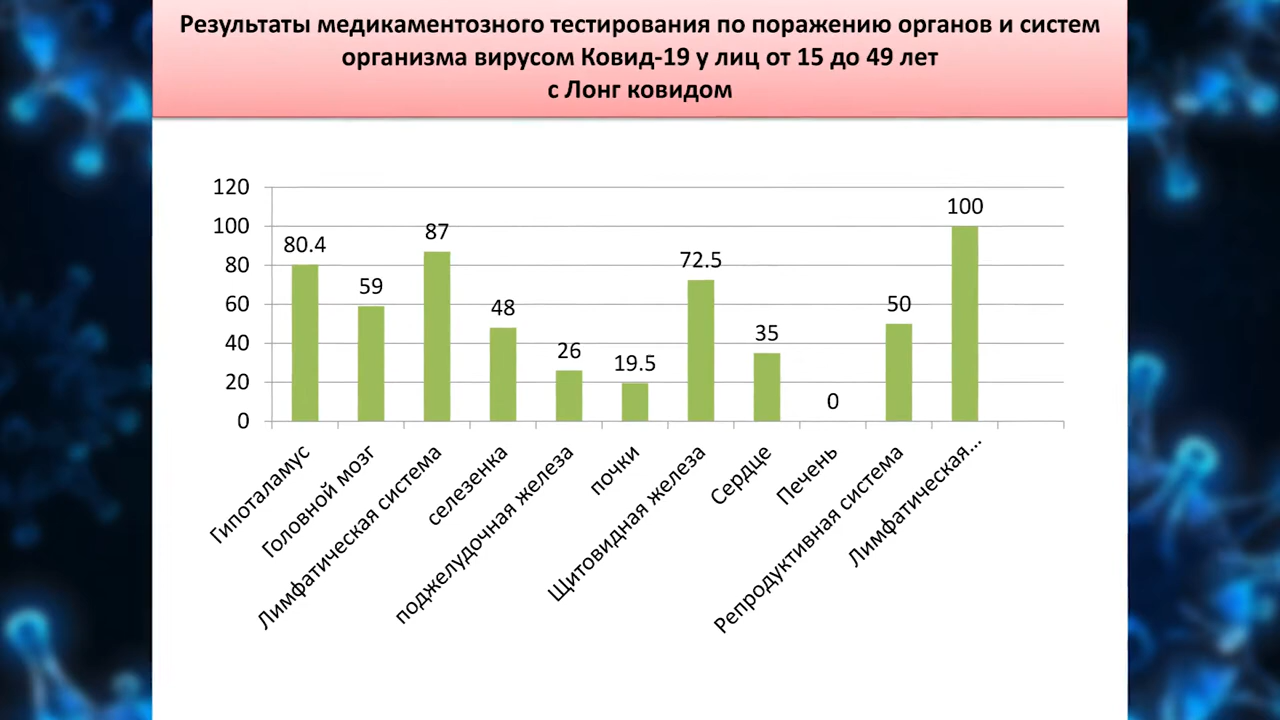 Результаты медикаментозного тестирования по поражению органов и систем
организма вирусом Ковид-19 у лиц от 15 до 49 лет
с Лонг ковидом
120
100
80
60
40
20
0
80.4
59
87
48
26
19.5
72.5
35
0
50
100
Гипоталамус
Головной мозг
Лимфатическая система
селезенка
поджелудочная железа
почки
Щитовидная железа
Сердце
Печень
Репродуктивная система
Лимфатическая...